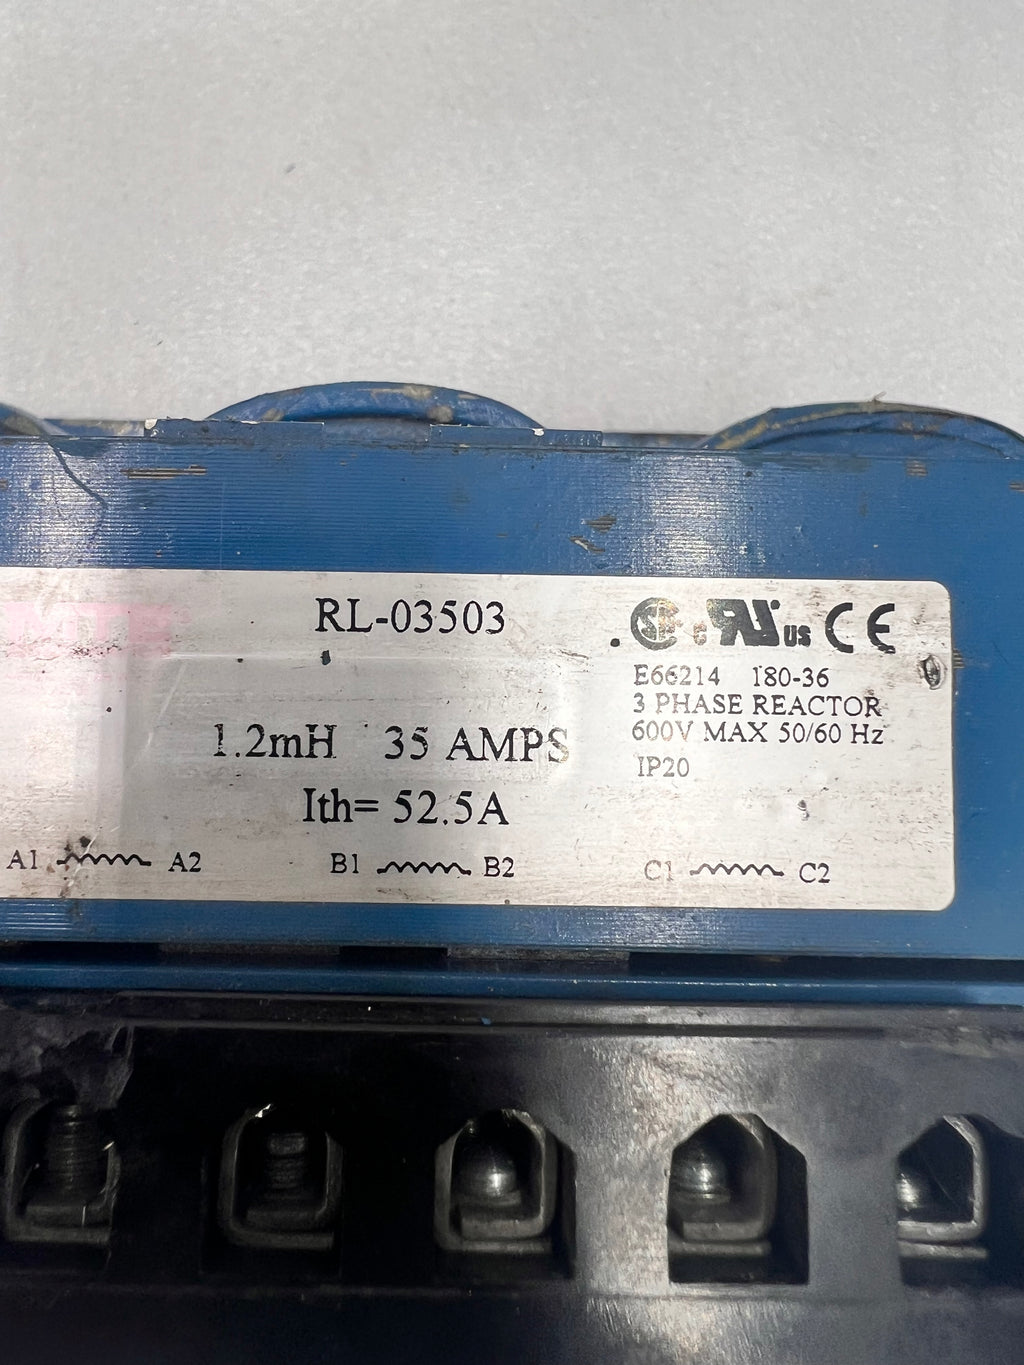 MTE
RL-03503
c US CE
E66214 180-36
3 PHASE REACTOR
600V MAX 50/60 Hz
IP20
1.2mH 35 AMPS
Ith= 52.5A
A1 A2 B1 B2 C1 C2